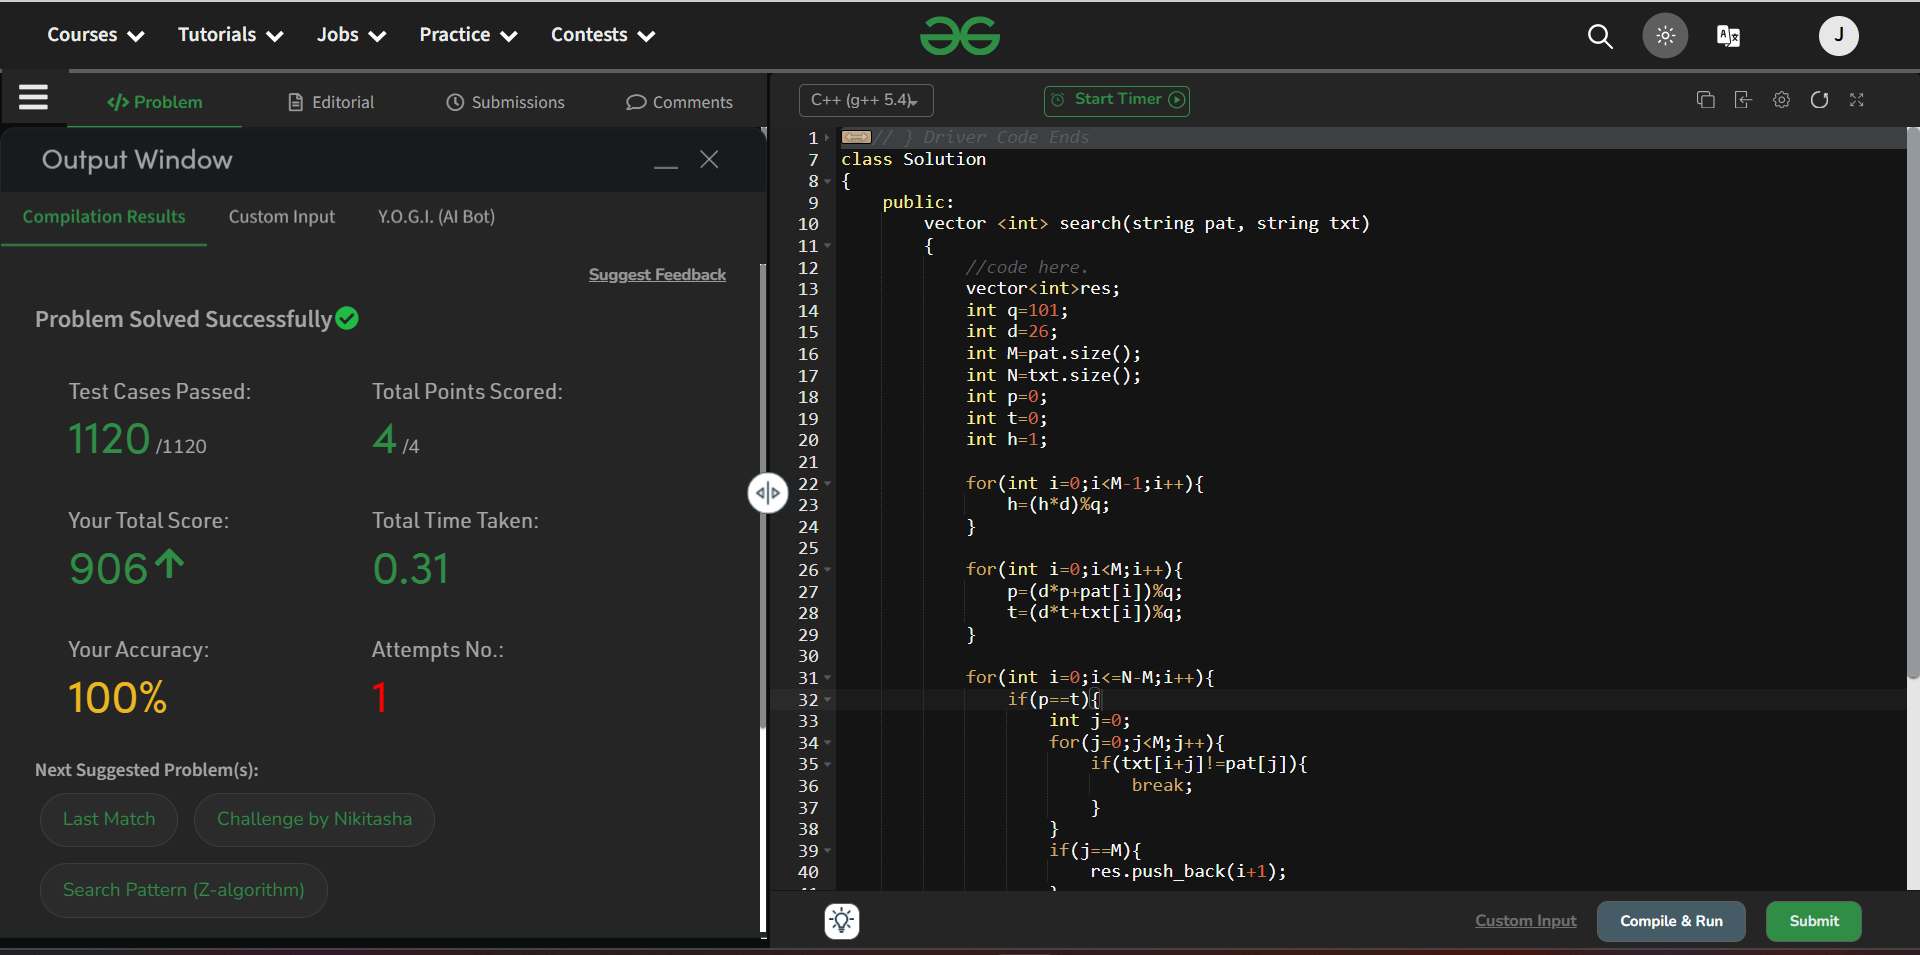 Courses Tutorials Jobs Practice Contests J
Problem Editorial Submissions Comments
Output Window
Compilation Results Custom Input Y.O.G.I. (AI Bot)
Suggest Feedback
Problem Solved Successfully
Test Cases Passed: Total Points Scored:
1120 /1120 4 /4
Your Total Score: Total Time Taken:
906 0.31
Your Accuracy: Attempts No.:
100% 1
Next Suggested Problem(s):
Last Match Challenge by Nikitasha
Search Pattern (Z-algorithm)
C++ (g++ 5.4) Start Timer
1 // } Driver Code Ends
7 class Solution
8 {
9 public:
10 vector <int> search(string pat, string txt)
11 {
12 //code here.
13 vector<int>res;
14 int q=101;
15 int d=26;
16 int M=pat.size();
17 int N=txt.size();
18 int p=0;
19 int t=0;
20 int h=1;
21
22 for(int i=0;i<M-1;i++){
23 h=(h*d)%q;
24 }
25
26 for(int i=0;i<M;i++){
27 p=(d*p+pat[i])%q;
28 t=(d*t+txt[i])%q;
29 }
30
31 for(int i=0;i<=N-M;i++){
32 if(p==t){
33 int j=0;
34 for(j=0;j<M;j++){
35 if(txt[i+j]!=pat[j]){
36 break;
37 }
38 }
39 if(j==M){
40 res.push_back(i+1);
Custom Input Compile & Run Submit